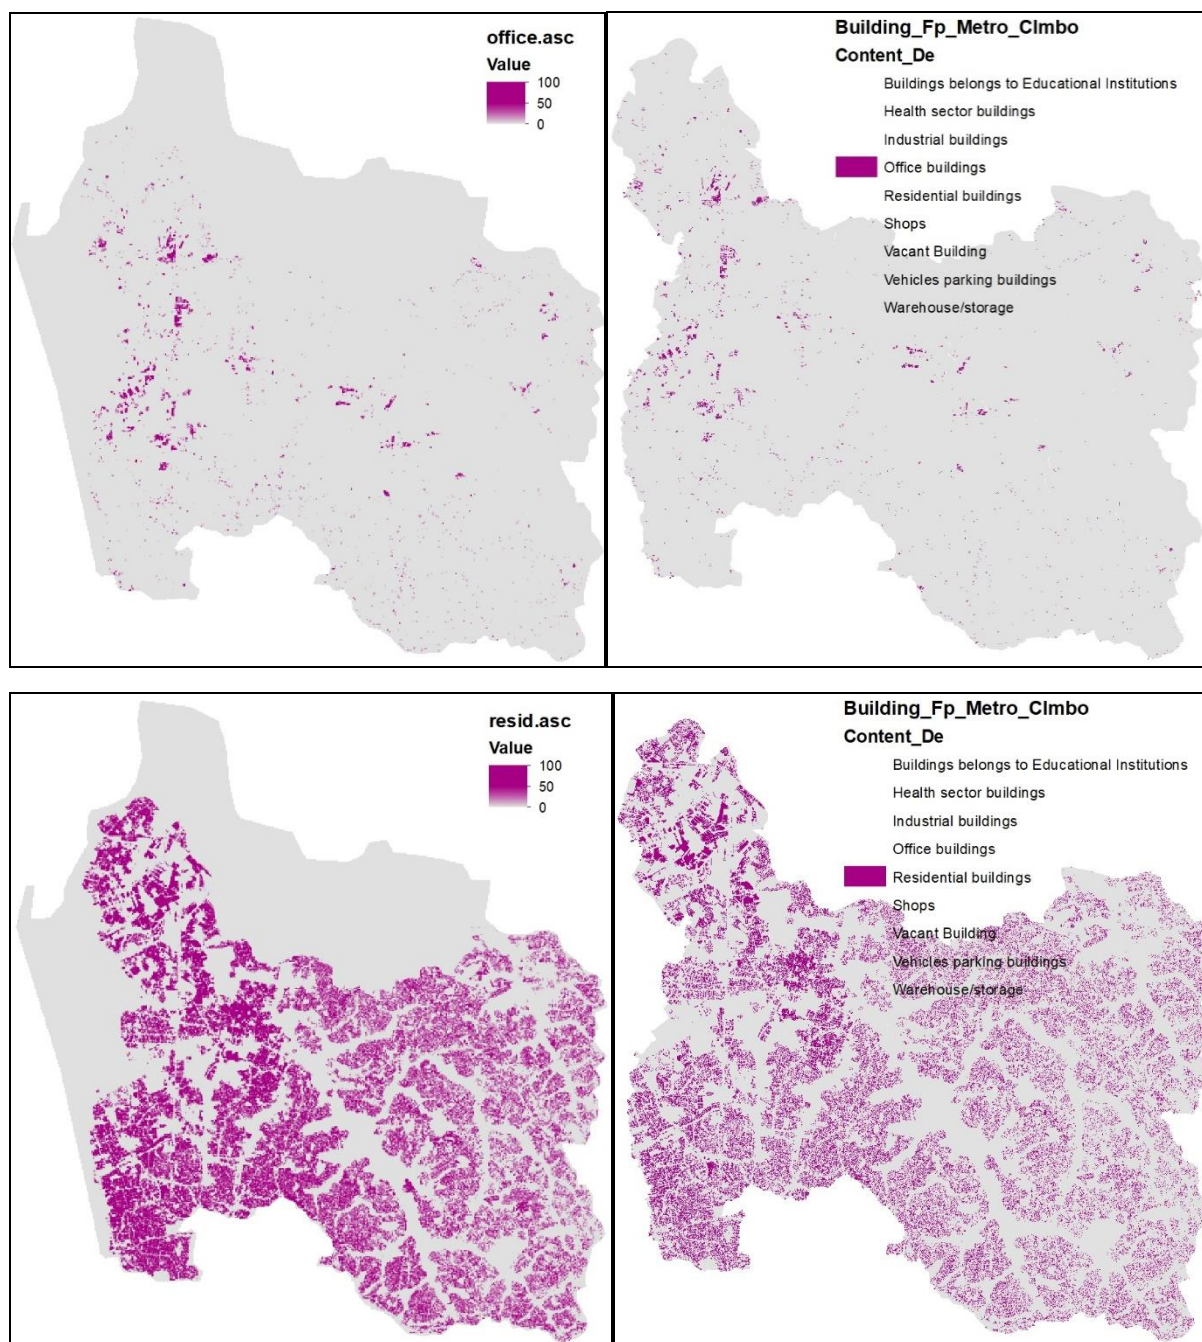 office.asc
Value
100
50
0
Building_Fp_Metro_Clmbo
Content_De
Buildings belongs to Educational Institutions
Health sector buildings
Industrial buildings
Office buildings
Residential buildings
Shops
Vacant Building
Vehicles parking buildings
Warehouse/storage
resid.asc
Value
100
50
0
Building_Fp_Metro_Clmbo
Content_De
Buildings belongs to Educational Institutions
Health sector buildings
Industrial buildings
Office buildings
Residential buildings
Shops
Vacant Building
Vehicles parking buildings
Warehouse/storage